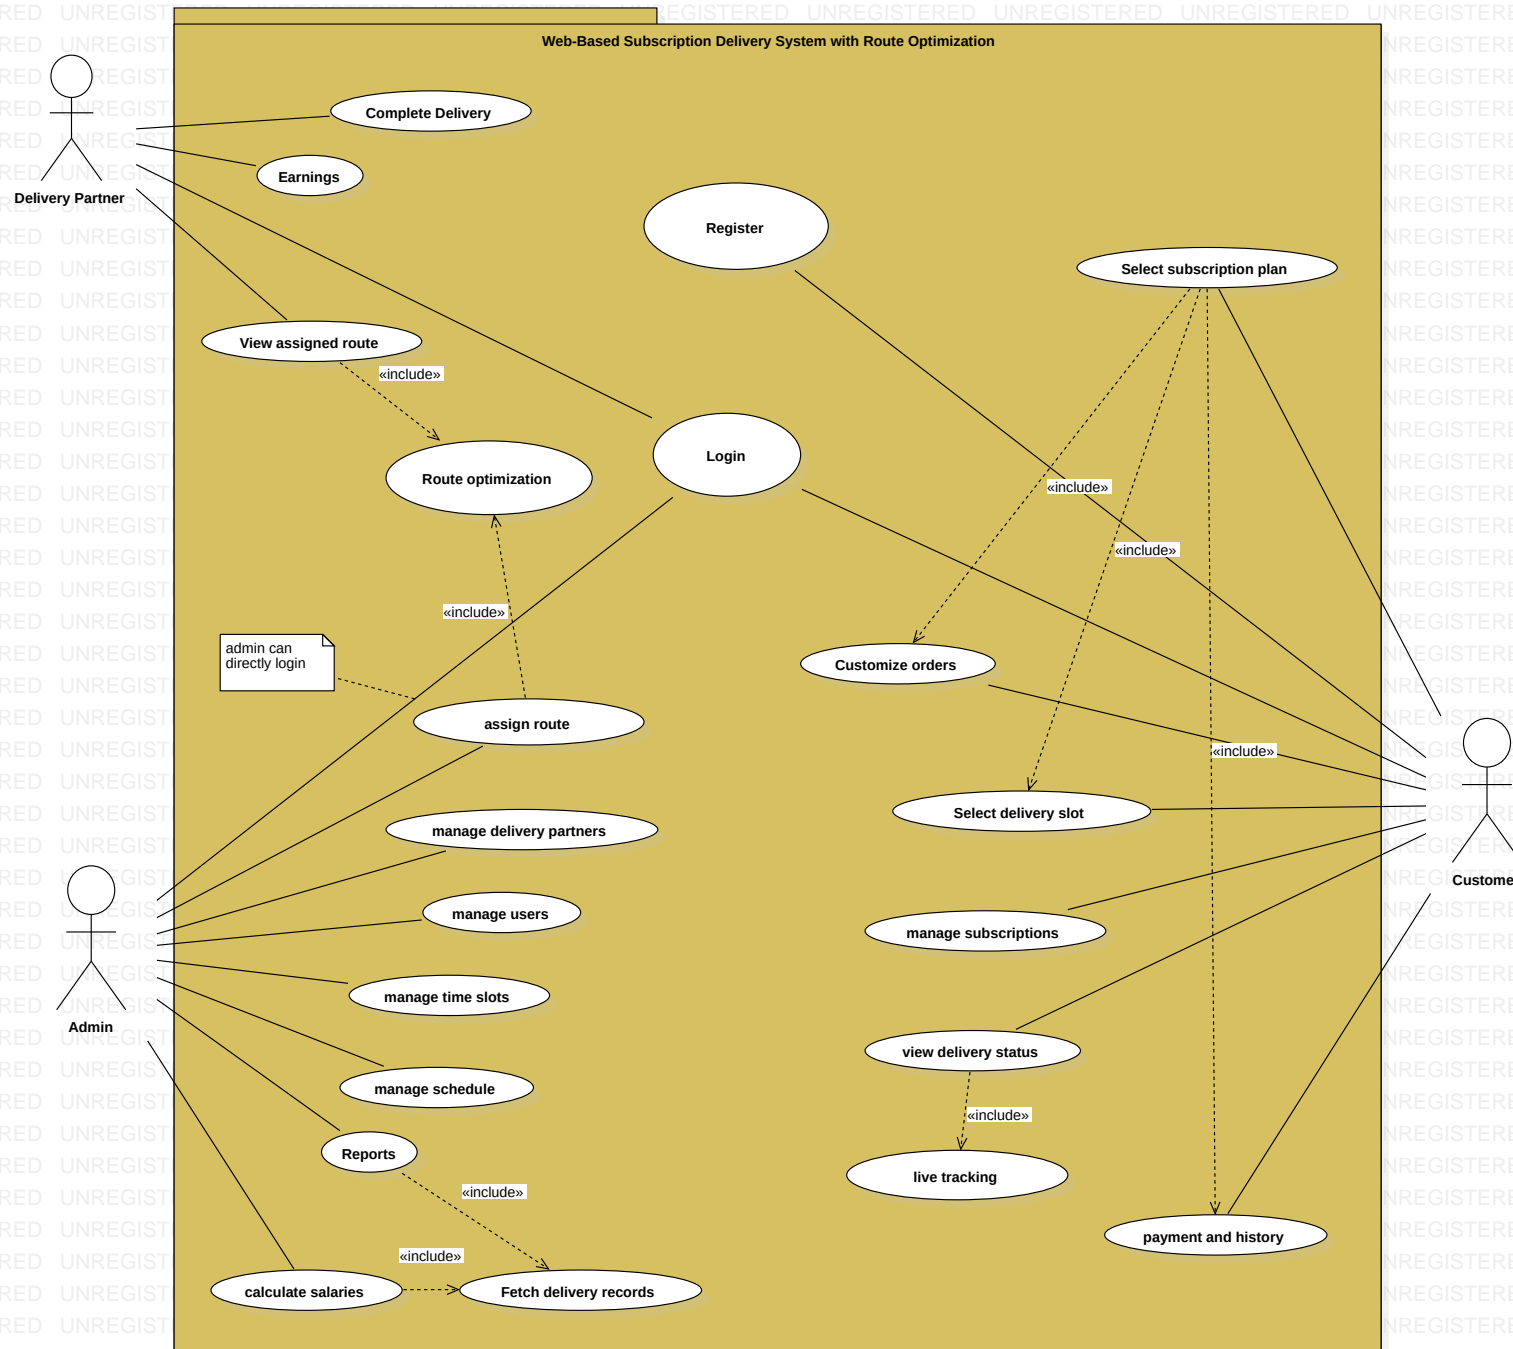 Web-Based Subscription Delivery System with Route Optimization
Complete Delivery
Earnings
Delivery Partner
Register
Select subscription plan
View assigned route
«include»
Login
Route optimization
«include»
«include»
«include»
admin can
directly login
Customize orders
assign route
«include»
Select delivery slot
manage delivery partners
Custome
manage users
manage subscriptions
manage time slots
Admin
view delivery status
manage schedule
«include»
Reports
live tracking
«include»
payment and history
«include»
calculate salaries
Fetch delivery records
UNREGISTERED